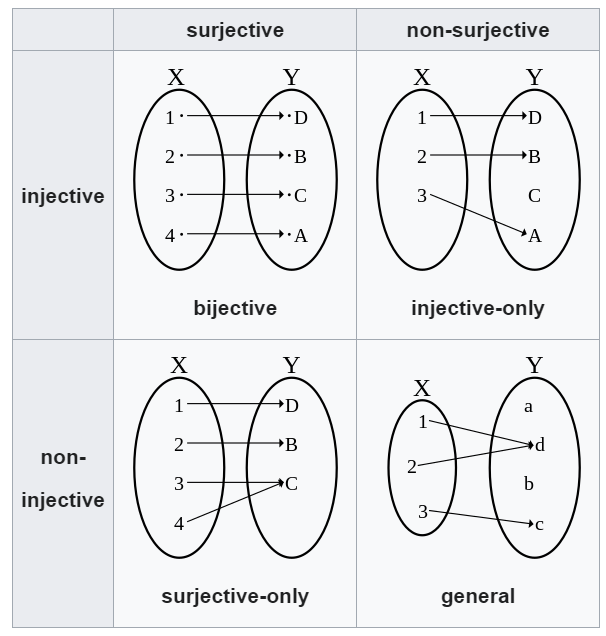 surjective non-surjective
injective
X Y
1 · · D
2 · · B
3 · · C
4 · · A
bijective
X Y
1 D
2 B
3 C
A
injective-only
non-
injective
X Y
1 D
2 B
3 C
4
surjective-only
X Y
a
1 d
2
b
3 c
general